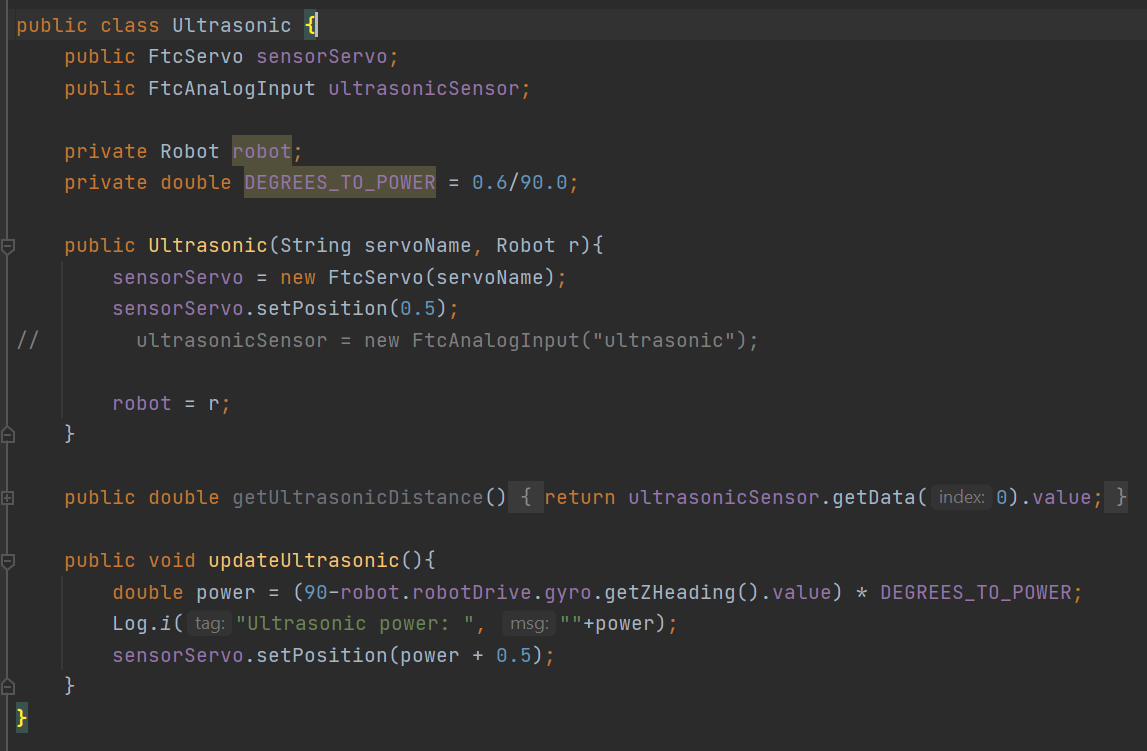 public class Ultrasonic {
    public FtcServo sensorServo;
    public FtcAnalogInput ultrasonicSensor;

    private Robot robot;
    private double DEGREES_TO_POWER = 0.6/90.0;

    public Ultrasonic(String servoName, Robot r){
        sensorServo = new FtcServo(servoName);
        sensorServo.setPosition(0.5);
//        ultrasonicSensor = new FtcAnalogInput("ultrasonic");

        robot = r;
    }

    public double getUltrasonicDistance() { return ultrasonicSensor.getData( index: 0).value; }

    public void updateUltrasonic(){
        double power = (90-robot.robotDrive.gyro.getZHeading().value) * DEGREES_TO_POWER;
        Log.i( tag: "Ultrasonic power: ", msg: ""+power);
        sensorServo.setPosition(power + 0.5);
    }
}